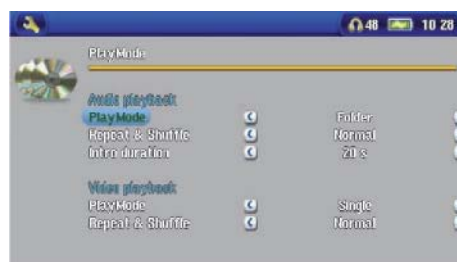 48 10 28
PlayMode
Audio playback
PlayMode Folder
Repeat & Shuffle Normal
Intro duration 20 s
Video playback
PlayMode Single
Repeat & Shuffle Normal